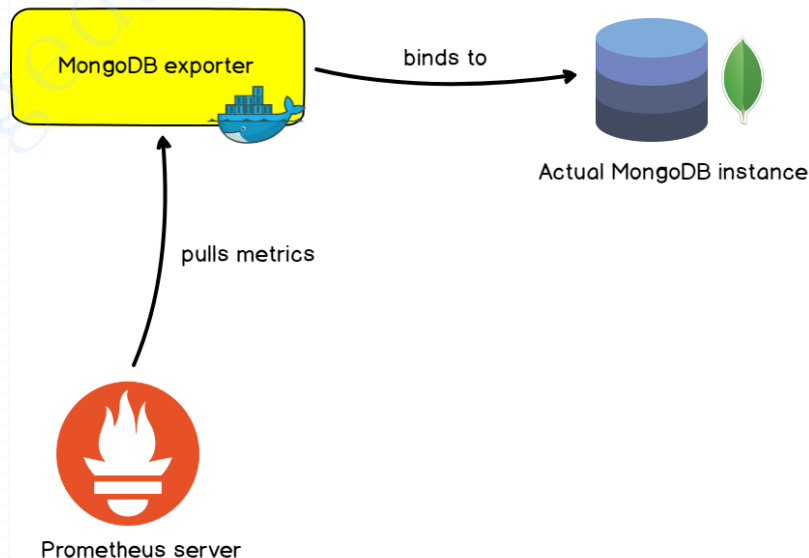 MongoDB exporter
binds to
Actual MongoDB instance
pulls metrics
Prometheus server